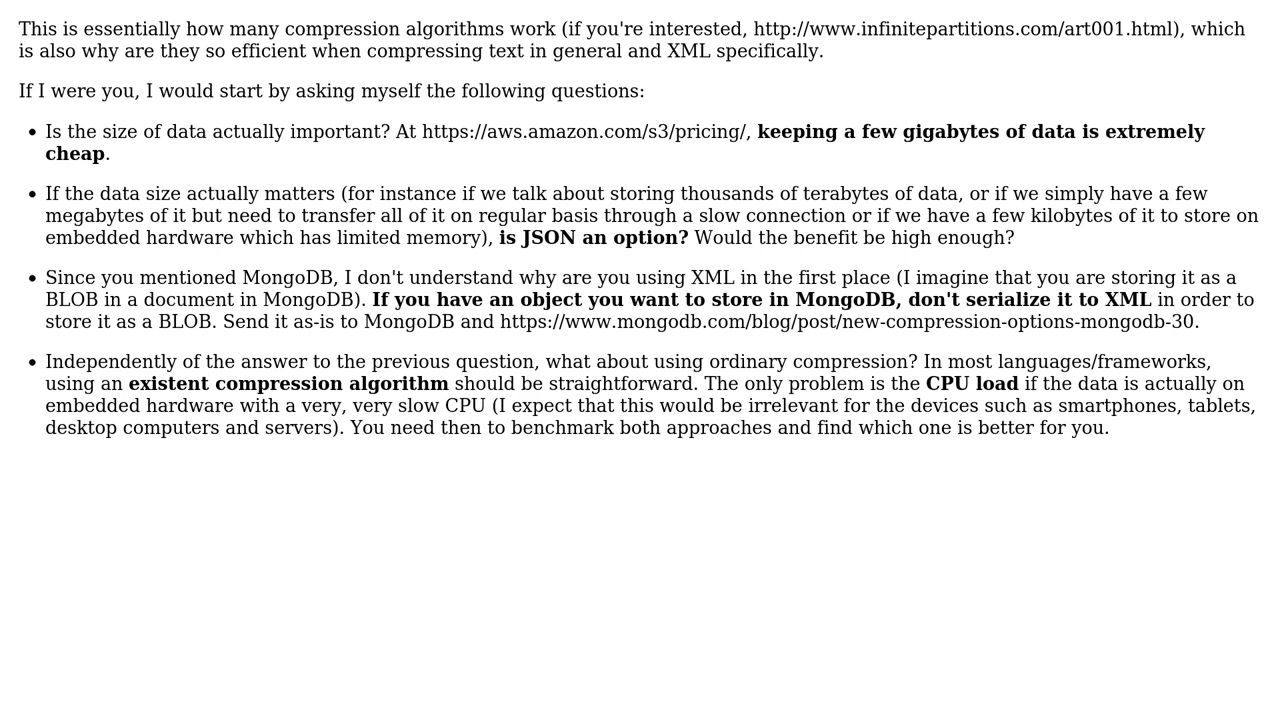 This is essentially how many compression algorithms work (if you're interested, http://www.infinitepartitions.com/art001.html), which
is also why are they so efficient when compressing text in general and XML specifically.
If I were you, I would start by asking myself the following questions:
• Is the size of data actually important? At https://aws.amazon.com/s3/pricing/, keeping a few gigabytes of data is extremely
cheap.
• If the data size actually matters (for instance if we talk about storing thousands of terabytes of data, or if we simply have a few
megabytes of it but need to transfer all of it on regular basis through a slow connection or if we have a few kilobytes of it to store on
embedded hardware which has limited memory), is JSON an option? Would the benefit be high enough?
• Since you mentioned MongoDB, I don't understand why are you using XML in the first place (I imagine that you are storing it as a
BLOB in a document in MongoDB). If you have an object you want to store in MongoDB, don't serialize it to XML in order to
store it as a BLOB. Send it as-is to MongoDB and https://www.mongodb.com/blog/post/new-compression-options-mongodb-30.
• Independently of the answer to the previous question, what about using ordinary compression? In most languages/frameworks,
using an existent compression algorithm should be straightforward. The only problem is the CPU load if the data is actually on
embedded hardware with a very, very slow CPU (I expect that this would be irrelevant for the devices such as smartphones, tablets,
desktop computers and servers). You need then to benchmark both approaches and find which one is better for you.